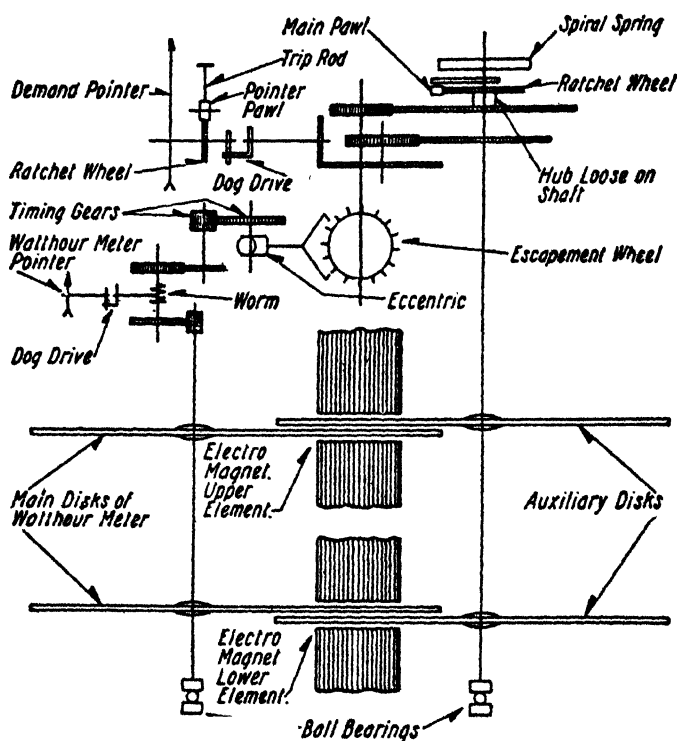 Main Pawl
Spiral Spring
Trip Rod
Demand Pointer
Pointer
Pawl
Ratchet Wheel
Ratchet Wheel
Dog Drive
Hub Loose on
Shaft
Timing Gears
Watthour Meter
Pointer
Escapement Wheel
Worm
Eccentric
Dog Drive
Electro
Magnet.
Upper
Element.
Main Disks of
Watthour Meter
Auxiliary Disks
Electro
Magnet
Lower
Element.
Ball Bearings